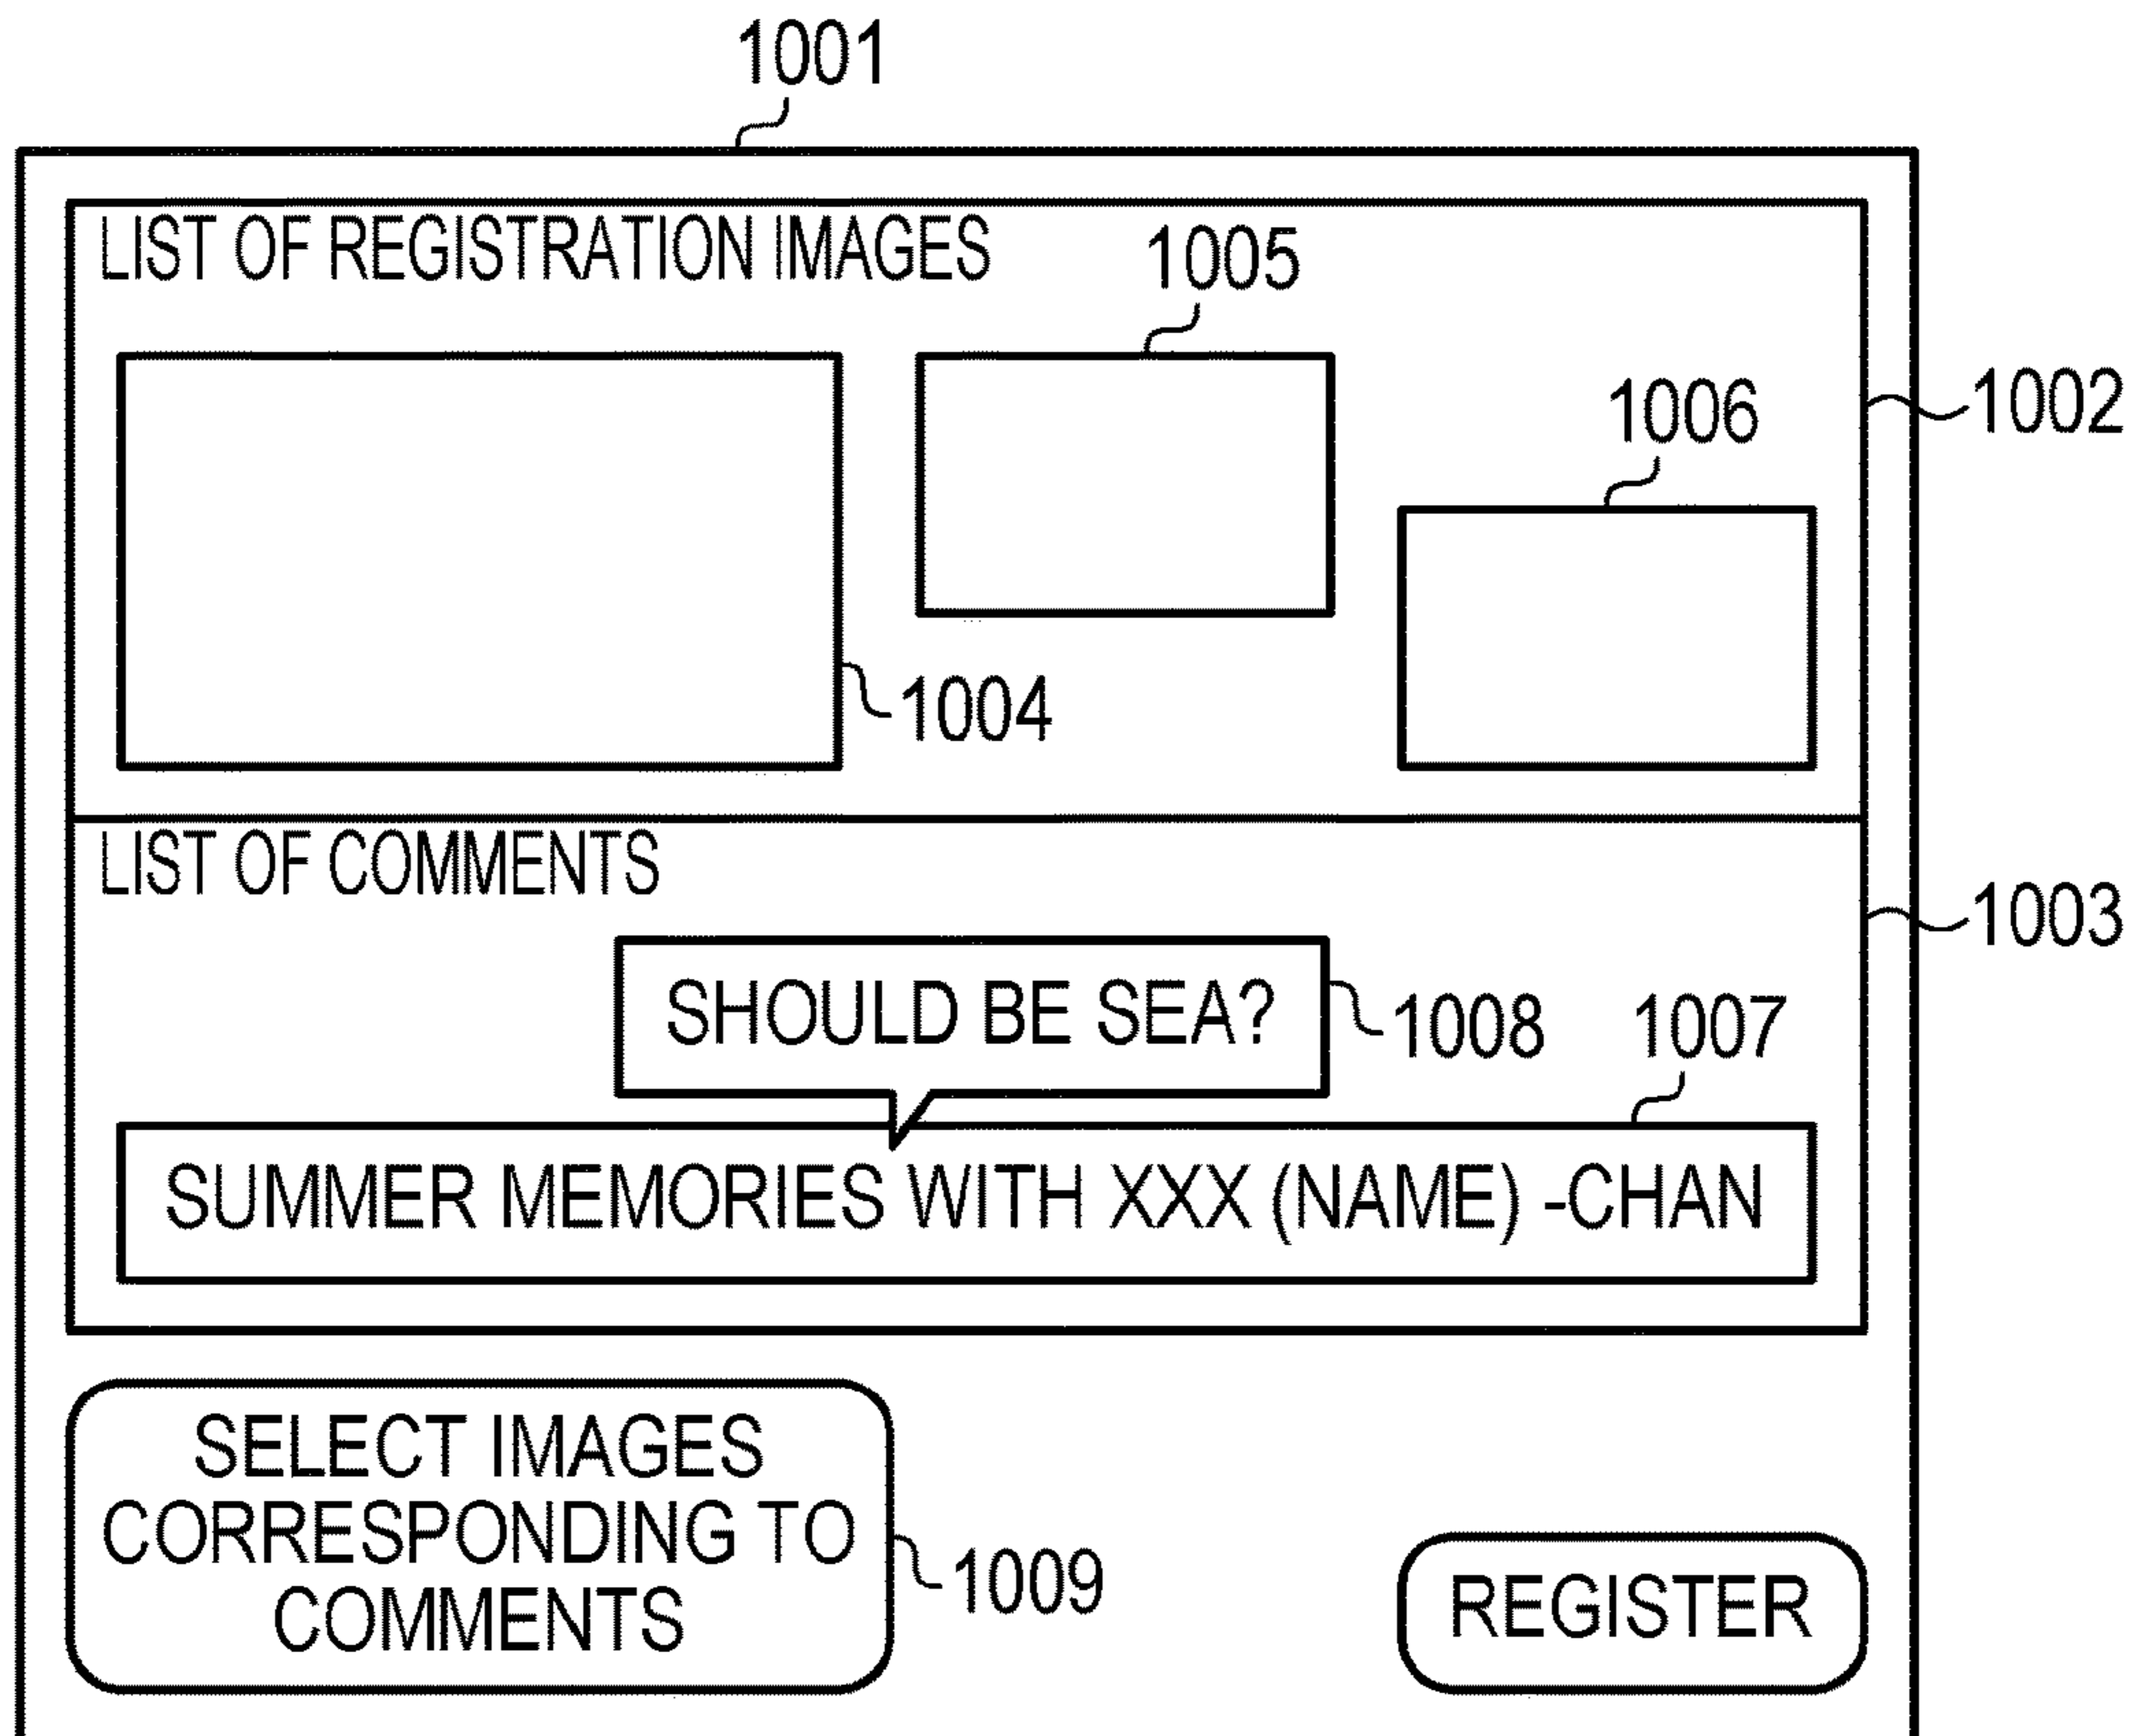 1001
LIST OF REGISTRATION IMAGES
1005
1002
1006
1004
LIST OF COMMENTS
1003
SHOULD BE SEA?
1008
1007
SUMMER MEMORIES WITH XXX (NAME) -CHAN
SELECT IMAGES
CORRESPONDING TO
COMMENTS
1009
REGISTER